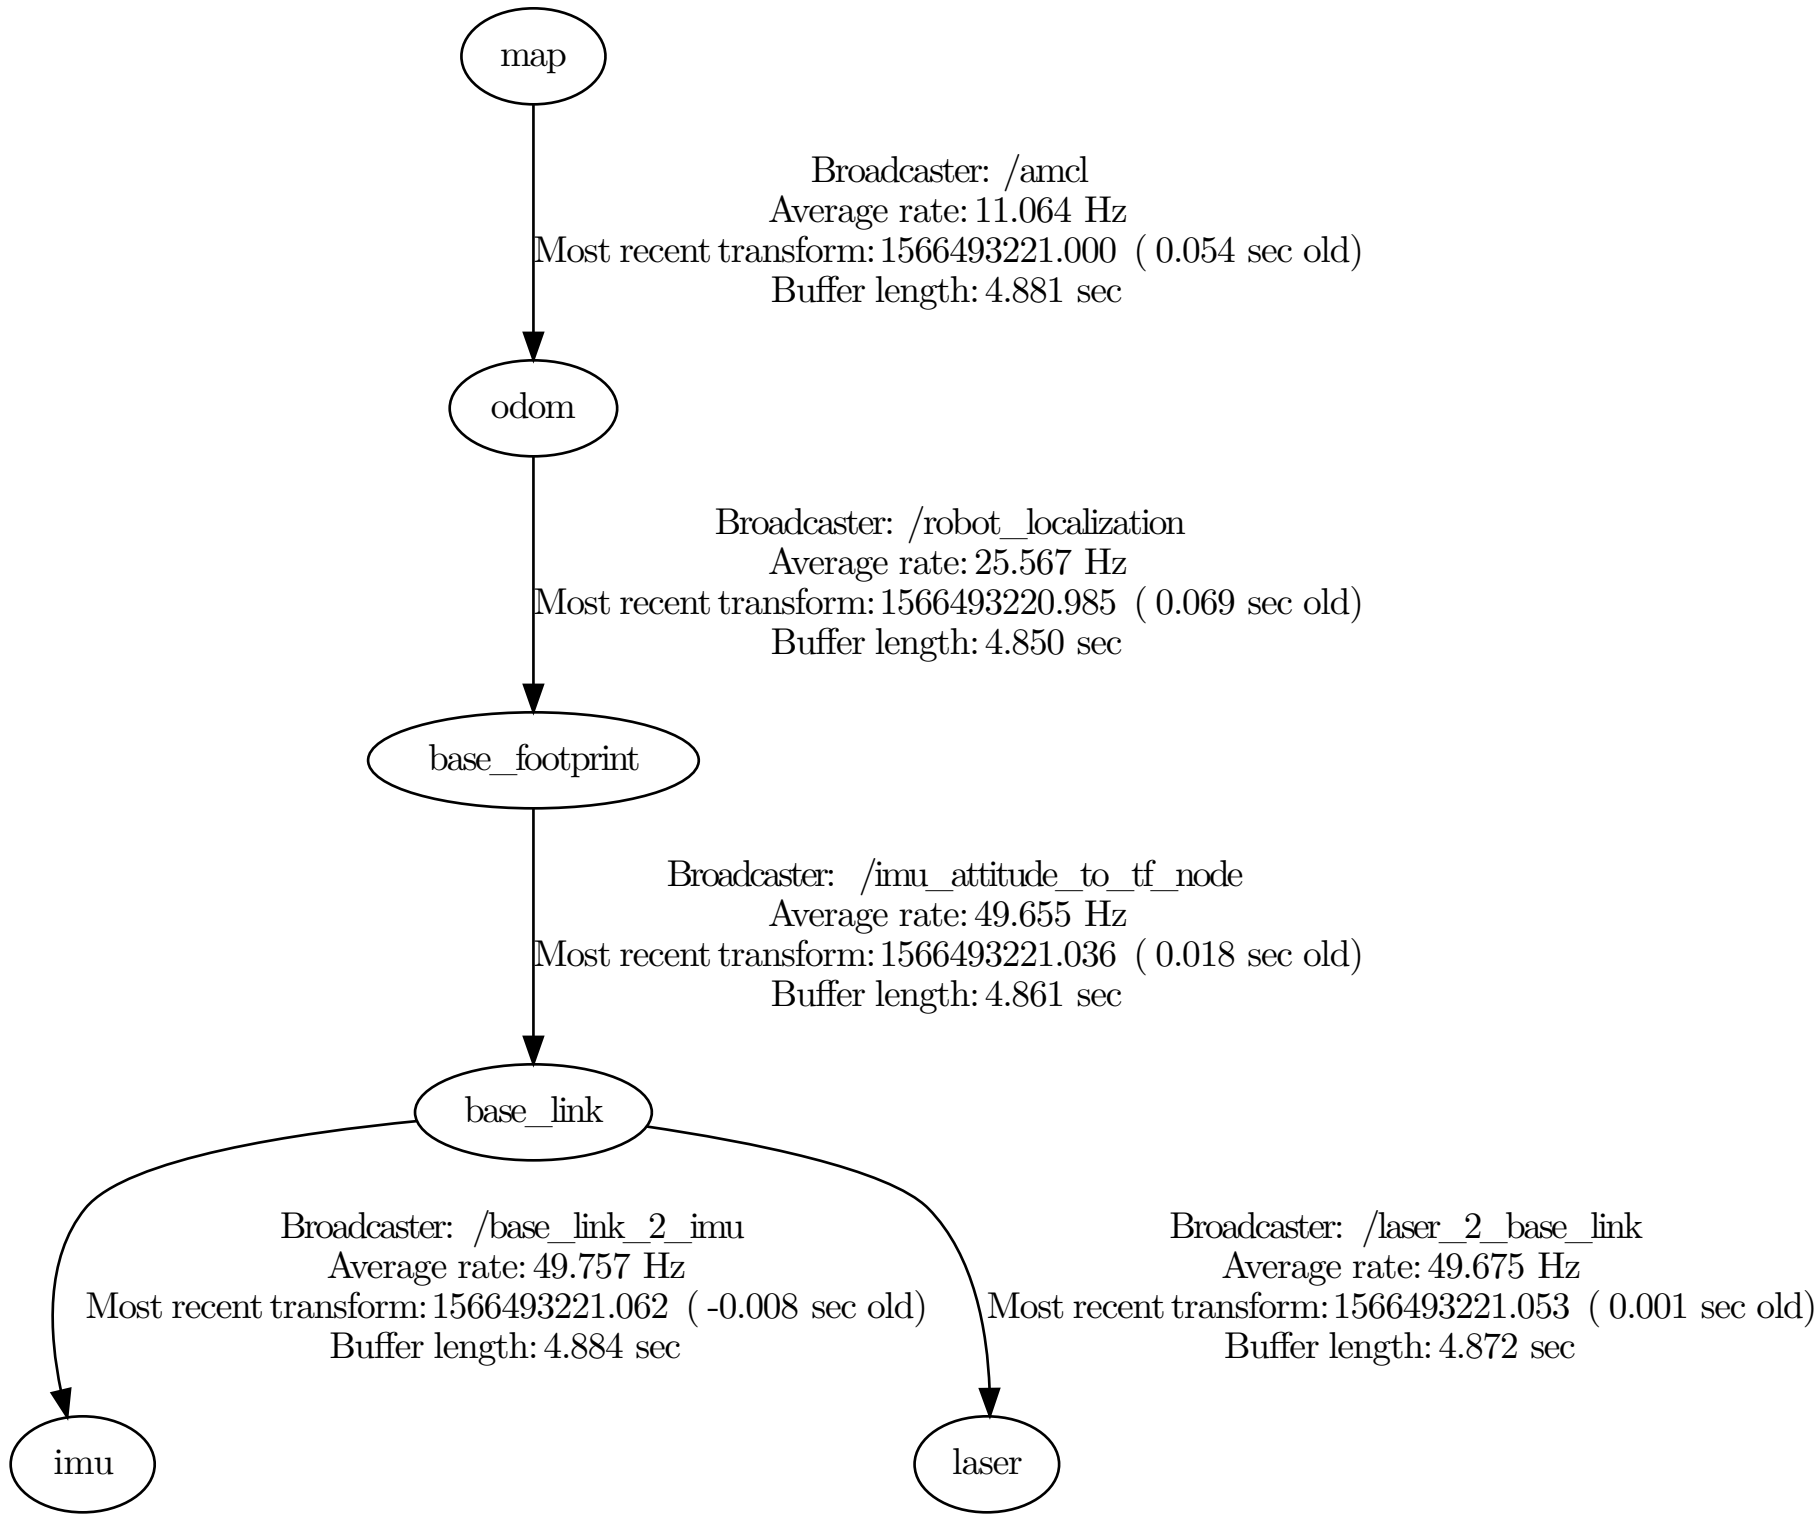 map
Broadcaster: /amcl
Average rate: 11.064 Hz
Most recent transform: 1566493221.000 ( 0.054 sec old)
Buffer length: 4.881 sec
odom
Broadcaster: /robot_localization
Average rate: 25.567 Hz
Most recent transform: 1566493220.985 ( 0.069 sec old)
Buffer length: 4.850 sec
base_footprint
Broadcaster: /imu_attitude_to_tf_node
Average rate: 49.655 Hz
Most recent transform: 1566493221.036 ( 0.018 sec old)
Buffer length: 4.861 sec
base_link
Broadcaster: /base_link_2_imu
Average rate: 49.757 Hz
Most recent transform: 1566493221.062 ( -0.008 sec old)
Buffer length: 4.884 sec
Broadcaster: /laser_2_base_link
Average rate: 49.675 Hz
Most recent transform: 1566493221.053 ( 0.001 sec old)
Buffer length: 4.872 sec
imu
laser